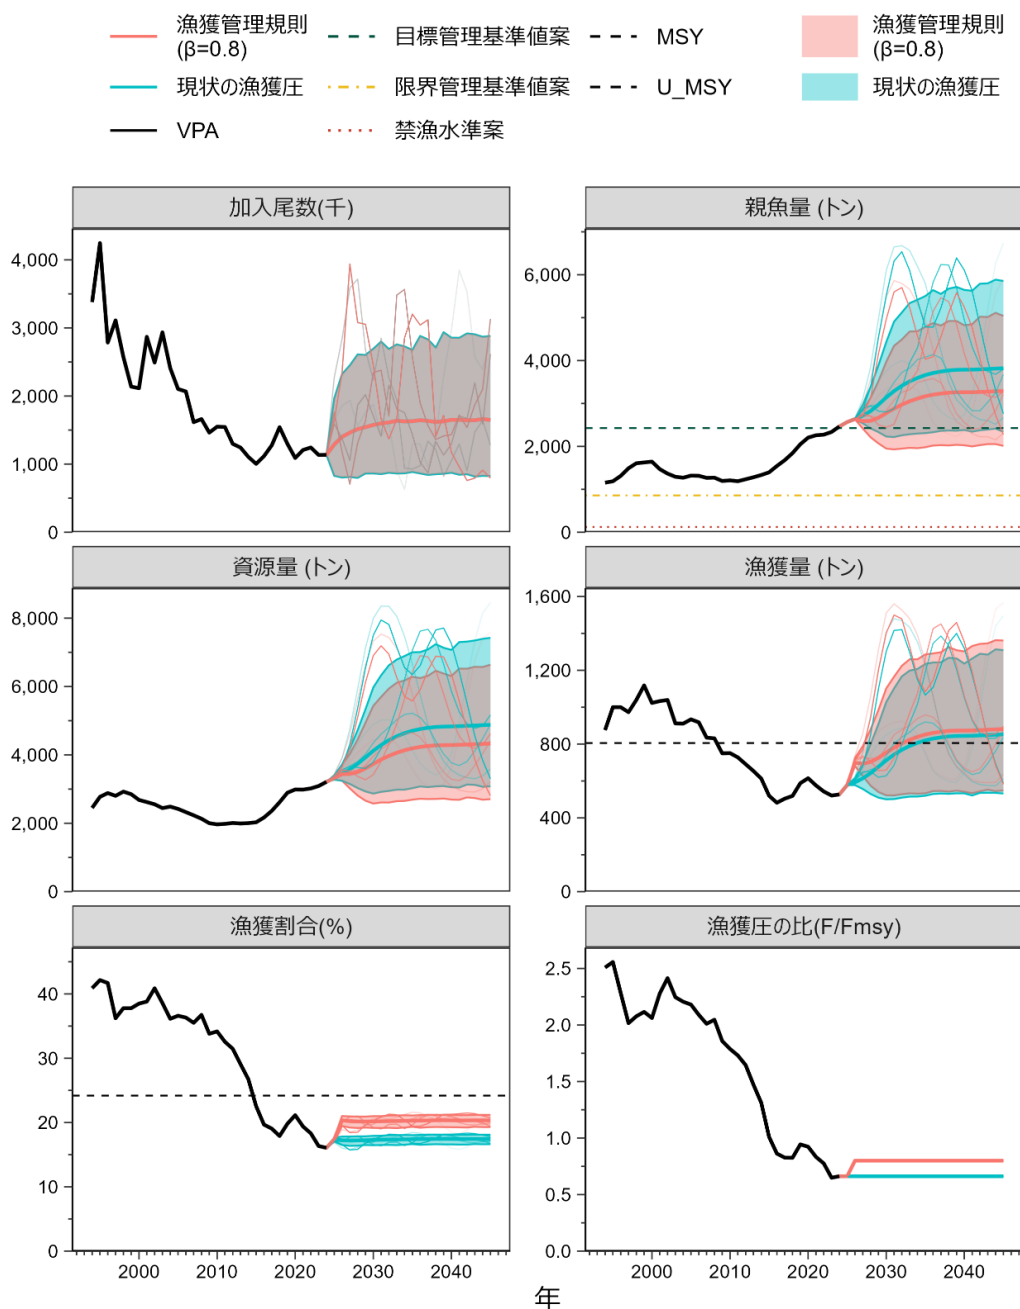 漁獲管理規則
(β=0.8)
現状の漁獲圧
VPA
目標管理基準値案
限界管理基準値案
禁漁水準案
MSY
U_MSY
漁獲管理規則
(β=0.8)
現状の漁獲圧
加入尾数(千)
4,000
3,000
2,000
1,000
0
親魚量 (トン)
6,000
4,000
2,000
0
資源量 (トン)
8,000
6,000
4,000
2,000
0
漁獲量 (トン)
1,600
1,200
800
400
0
漁獲割合(%)
40
30
20
10
0
2000 2010 2020 2030 2040
漁獲圧の比(F/Fmsy)
2.5
2.0
1.5
1.0
0.5
0.0
2000 2010 2020 2030 2040
年